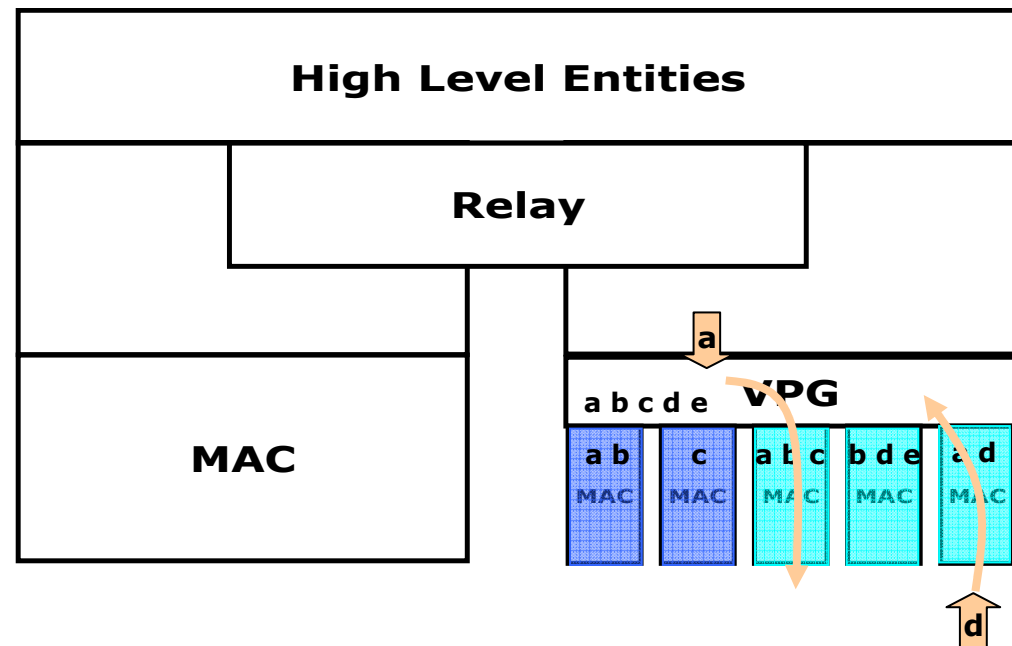 High Level Entities
Relay
a
VPG
a b c d e
MAC
a b
c
a b c
b d e
a d
MAC
MAC
MAC
MAC
MAC
d